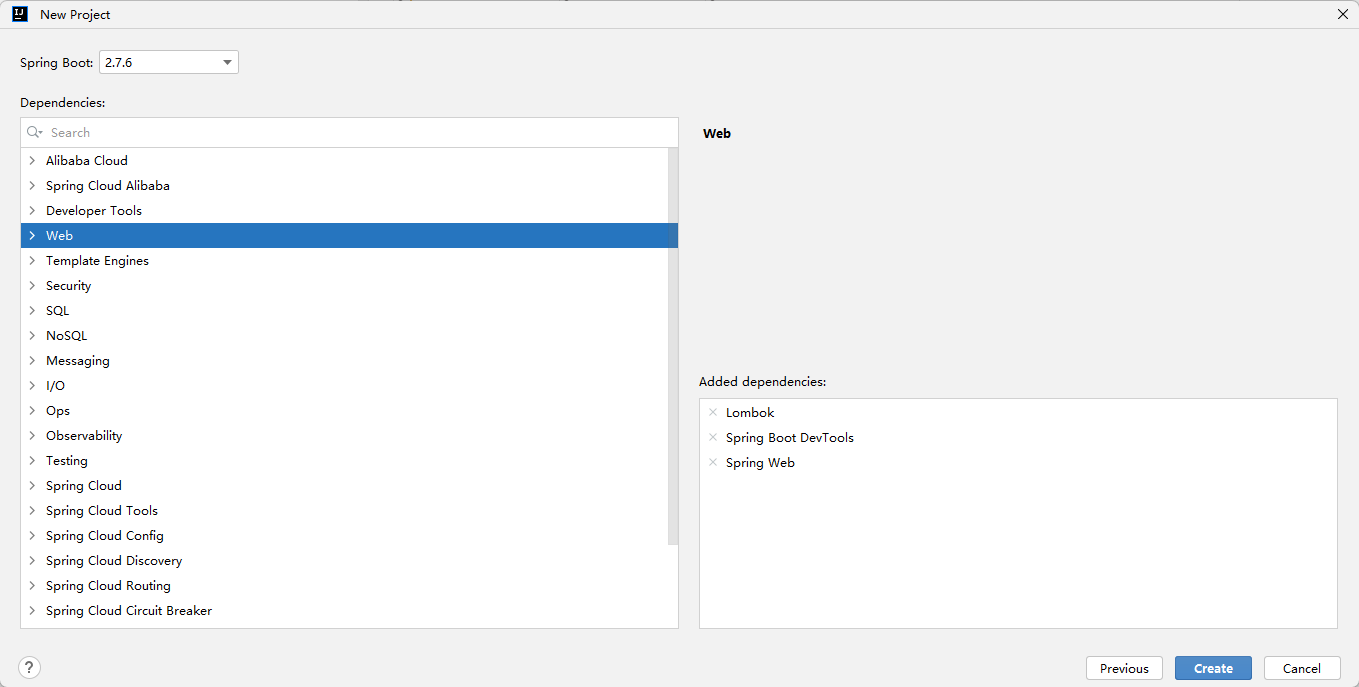 New Project
Spring Boot: 2.7.6
Dependencies:
Search
Alibaba Cloud
Spring Cloud Alibaba
Developer Tools
Web
Template Engines
Security
SQL
NoSQL
Messaging
I/O
Ops
Observability
Testing
Spring Cloud
Spring Cloud Tools
Spring Cloud Config
Spring Cloud Discovery
Spring Cloud Routing
Spring Cloud Circuit Breaker
Web
Added dependencies:
Lombok
Spring Boot DevTools
Spring Web
?
Previous
Create
Cancel